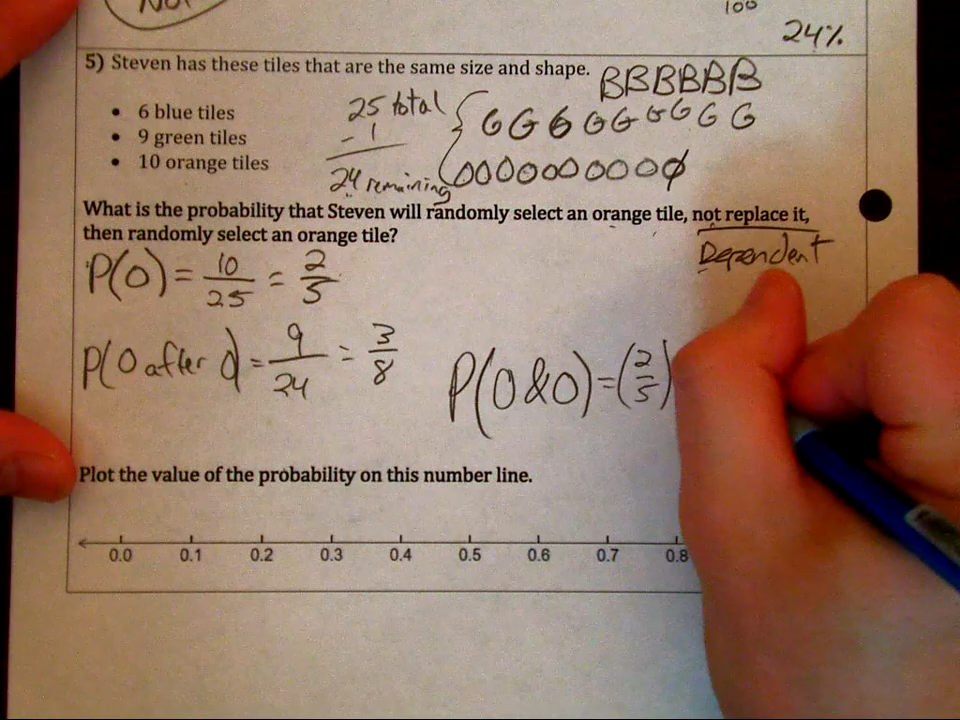 No
100
24%
5) Steven has these tiles that are the same size and shape.
BBBBBB
• 6 blue tiles
• 9 green tiles
• 10 orange tiles
25 total
- 1
24 remaining
GGGGGGGGG
OOOOOOOOOO
What is the probability that Steven will randomly select an orange tile, not replace it,
then randomly select an orange tile?
Dependent
P(O) = 10/25 = 2/5
P(O after O) = 9/24 = 3/8
P(O & O) = (2/5)
Plot the value of the probability on this number line.
0.0 0.1 0.2 0.3 0.4 0.5 0.6 0.7 0.8